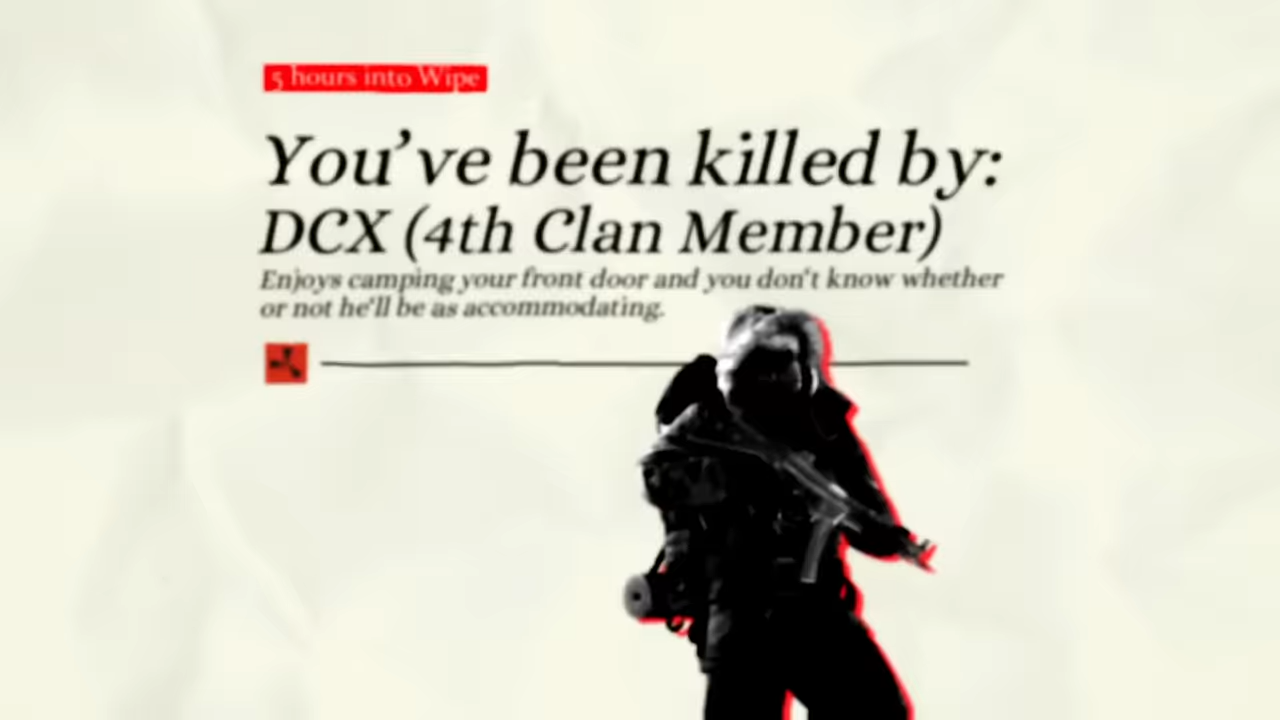 5 hours into Wipe
You've been killed by:
DCX (4th Clan Member)
Enjoys camping your front door and you don't know whether
or not he'll be as accommodating.